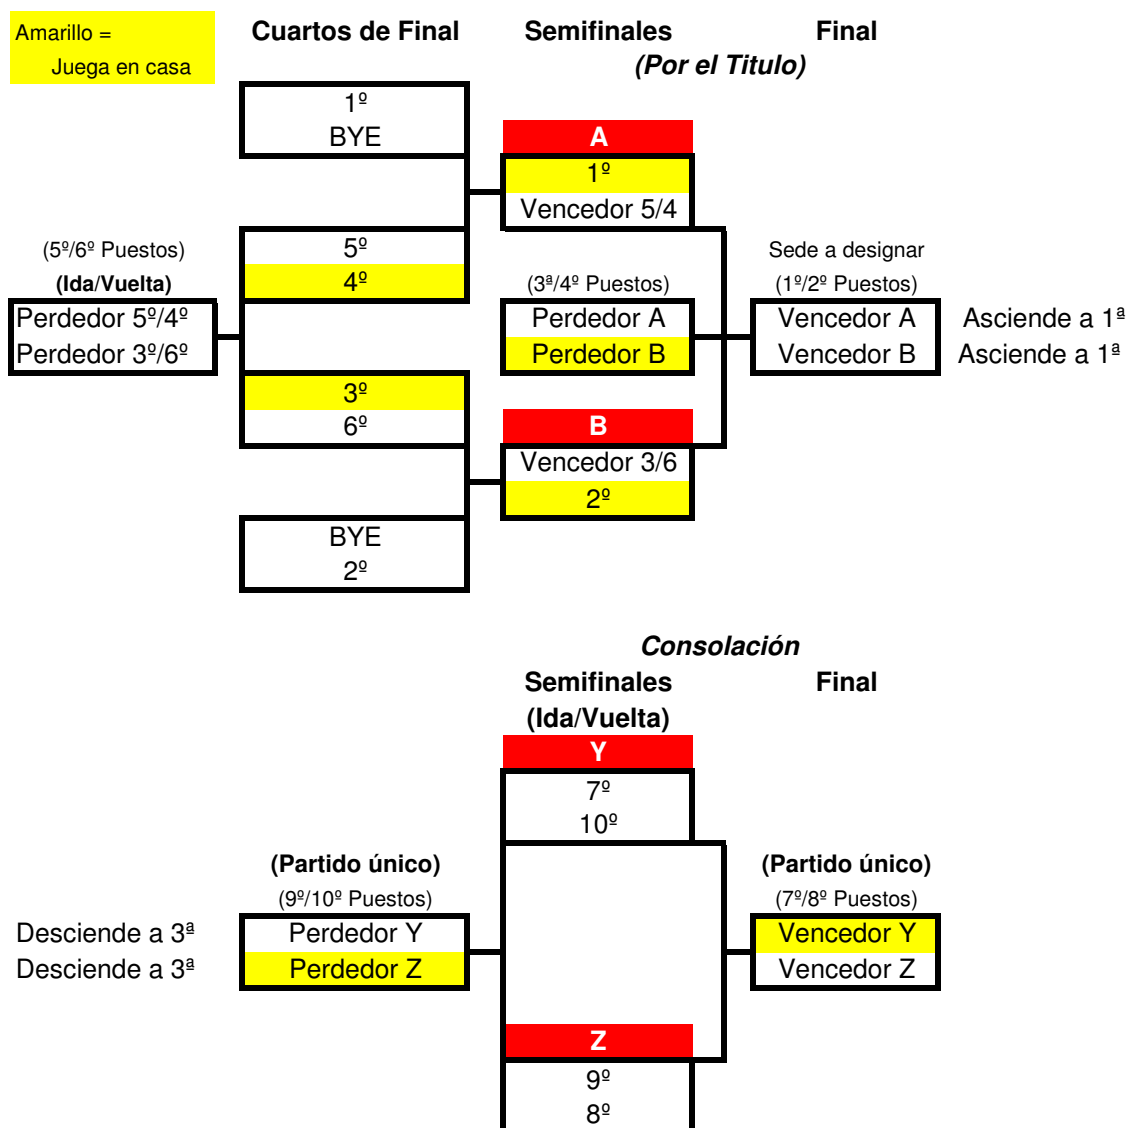 Amarillo =
Juega en casa
Cuartos de Final
Semifinales
Final
(Por el Titulo)
1º
BYE
A
1º
Vencedor 5/4
(5º/6º Puestos)
(Ida/Vuelta)
Perdedor 5º/4º
Perdedor 3º/6º
5º
4º
(3ª/4º Puestos)
Perdedor A
Perdedor B
Sede a designar
(1º/2º Puestos)
Vencedor A
Vencedor B
Asciende a 1ª
Asciende a 1ª
3º
6º
B
Vencedor 3/6
2º
BYE
2º
Consolación
Semifinales
Final
(Ida/Vuelta)
Y
7º
10º
(Partido único)
(9º/10º Puestos)
Perdedor Y
Perdedor Z
Desciende a 3ª
Desciende a 3ª
(Partido único)
(7º/8º Puestos)
Vencedor Y
Vencedor Z
Z
9º
8º